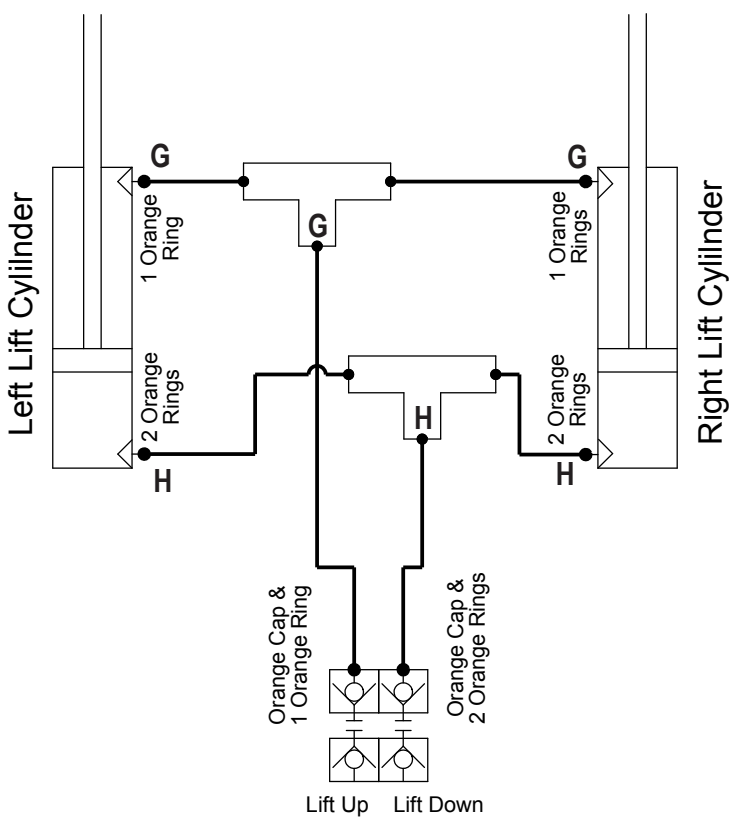 Left Lift Cylilnder
G
1 Orange
Ring
G
G
1 Orange
Rings
Right Lift Cylilnder
2 Orange
Rings
H
H
2 Orange
Rings
H
Orange Cap &
1 Orange Ring
Orange Cap &
2 Orange Rings
Lift Up
Lift Down